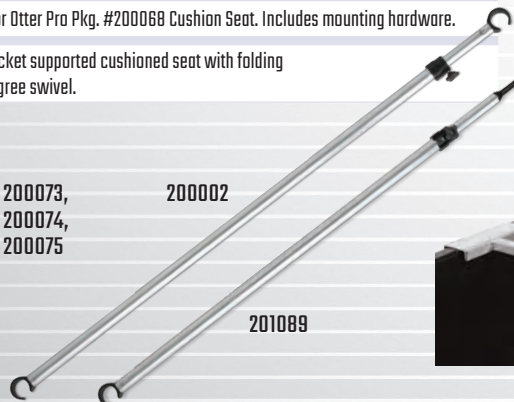 or Otter Pro Pkg. #200068 Cushion Seat. Includes mounting hardware.
cket supported cushioned seat with folding
gree swivel.
200073,
200074,
200075
200002
201089